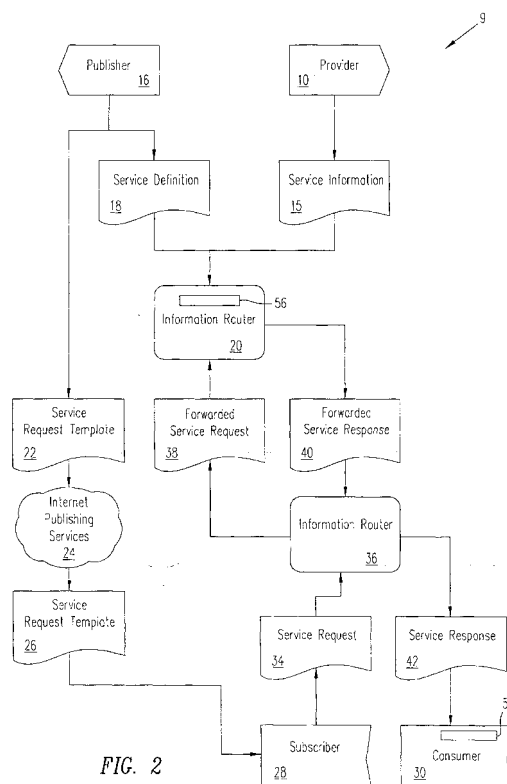 9
Publisher
16
Provider
10
Service Definition
18
Service Information
15
56
Information Router
20
Service
Request Template
22
Forwarded
Service Request
38
Forwarded
Service Response
40
Internet
Publishing
Services
24
Information Router
36
Service
Request Template
26
Service Request
34
Service Response
42
Subscriber
28
Consumer
30
FIG. 2